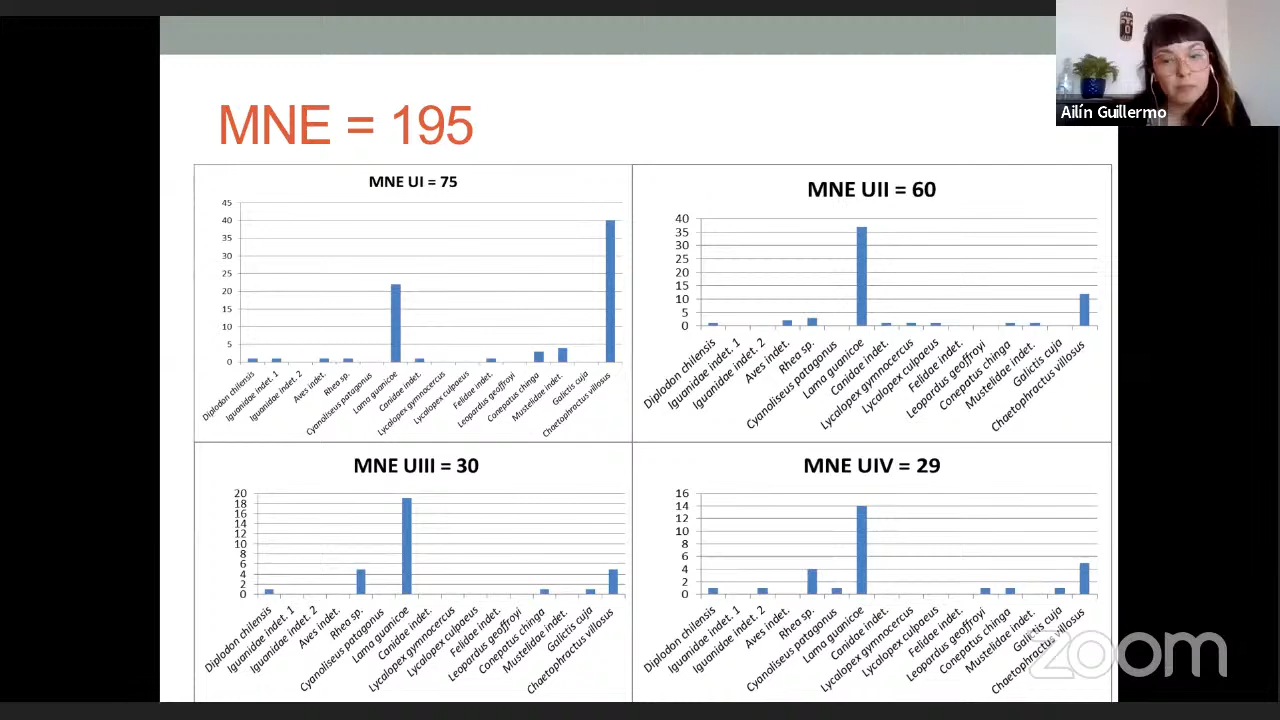 Ailín Guillermo
MNE = 195
MNE UI = 75
45
40
35
30
25
20
15
10
5
0
Diplodon chilensis
Iguanidae indet. 1
Iguanidae indet. 2
Aves indet.
Rhea sp.
Cyanoliseus patagonus
Lama guanicoe
Canidae indet.
Lycalopex gymnocercus
Lycalopex culpaeus
Felidae indet.
Leopardus geoffroyi
Conepatus chinga
Mustelidae indet.
Galictis cuja
Chaetophractus villosus
MNE UII = 60
40
35
30
25
20
15
10
5
0
Diplodon chilensis
Iguanidae indet. 1
Iguanidae indet. 2
Aves indet.
Rhea sp.
Cyanoliseus patagonus
Lama guanicoe
Canidae indet.
Lycalopex gymnocercus
Lycalopex culpaeus
Felidae indet.
Leopardus geoffroyi
Conepatus chinga
Mustelidae indet.
Galictis cuja
Chaetophractus villosus
MNE UIII = 30
20
18
16
14
12
10
8
6
4
2
0
Diplodon chilensis
Iguanidae indet. 1
Iguanidae indet. 2
Aves indet.
Rhea sp.
Cyanoliseus patagonus
Lama guanicoe
Canidae indet.
Lycalopex gymnocercus
Lycalopex culpaeus
Felidae indet.
Leopardus geoffroyi
Conepatus chinga
Mustelidae indet.
Galictis cuja
Chaetophractus villosus
MNE UIV = 29
16
14
12
10
8
6
4
2
0
Diplodon chilensis
Iguanidae indet. 1
Iguanidae indet. 2
Aves indet.
Rhea sp.
Cyanoliseus patagonus
Lama guanicoe
Canidae indet.
Lycalopex gymnocercus
Lycalopex culpaeus
Felidae indet.
Leopardus geoffroyi
Conepatus chinga
Mustelidae indet.
Galictis cuja
Chaetophractus villosus
zoom